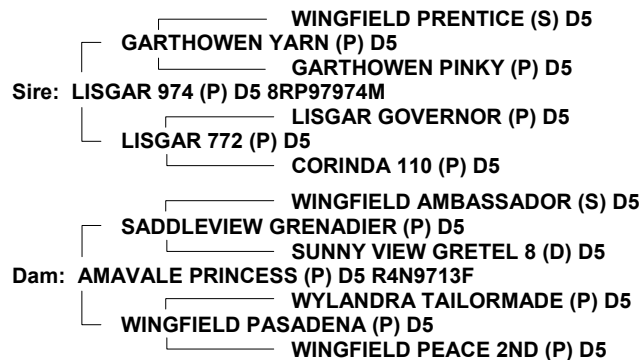 WINGFIELD PRENTICE (S) D5
GARTHOWEN YARN (P) D5
GARTHOWEN PINKY (P) D5
Sire: LISGAR 974 (P) D5 8RP97974M
LISGAR GOVERNOR (P) D5
LISGAR 772 (P) D5
CORINDA 110 (P) D5
WINGFIELD AMBASSADOR (S) D5
SADDLEVIEW GRENADIER (P) D5
SUNNY VIEW GRETEL 8 (D) D5
Dam: AMAVALE PRINCESS (P) D5 R4N9713F
WYLANDRA TAILORMADE (P) D5
WINGFIELD PASADENA (P) D5
WINGFIELD PEACE 2ND (P) D5